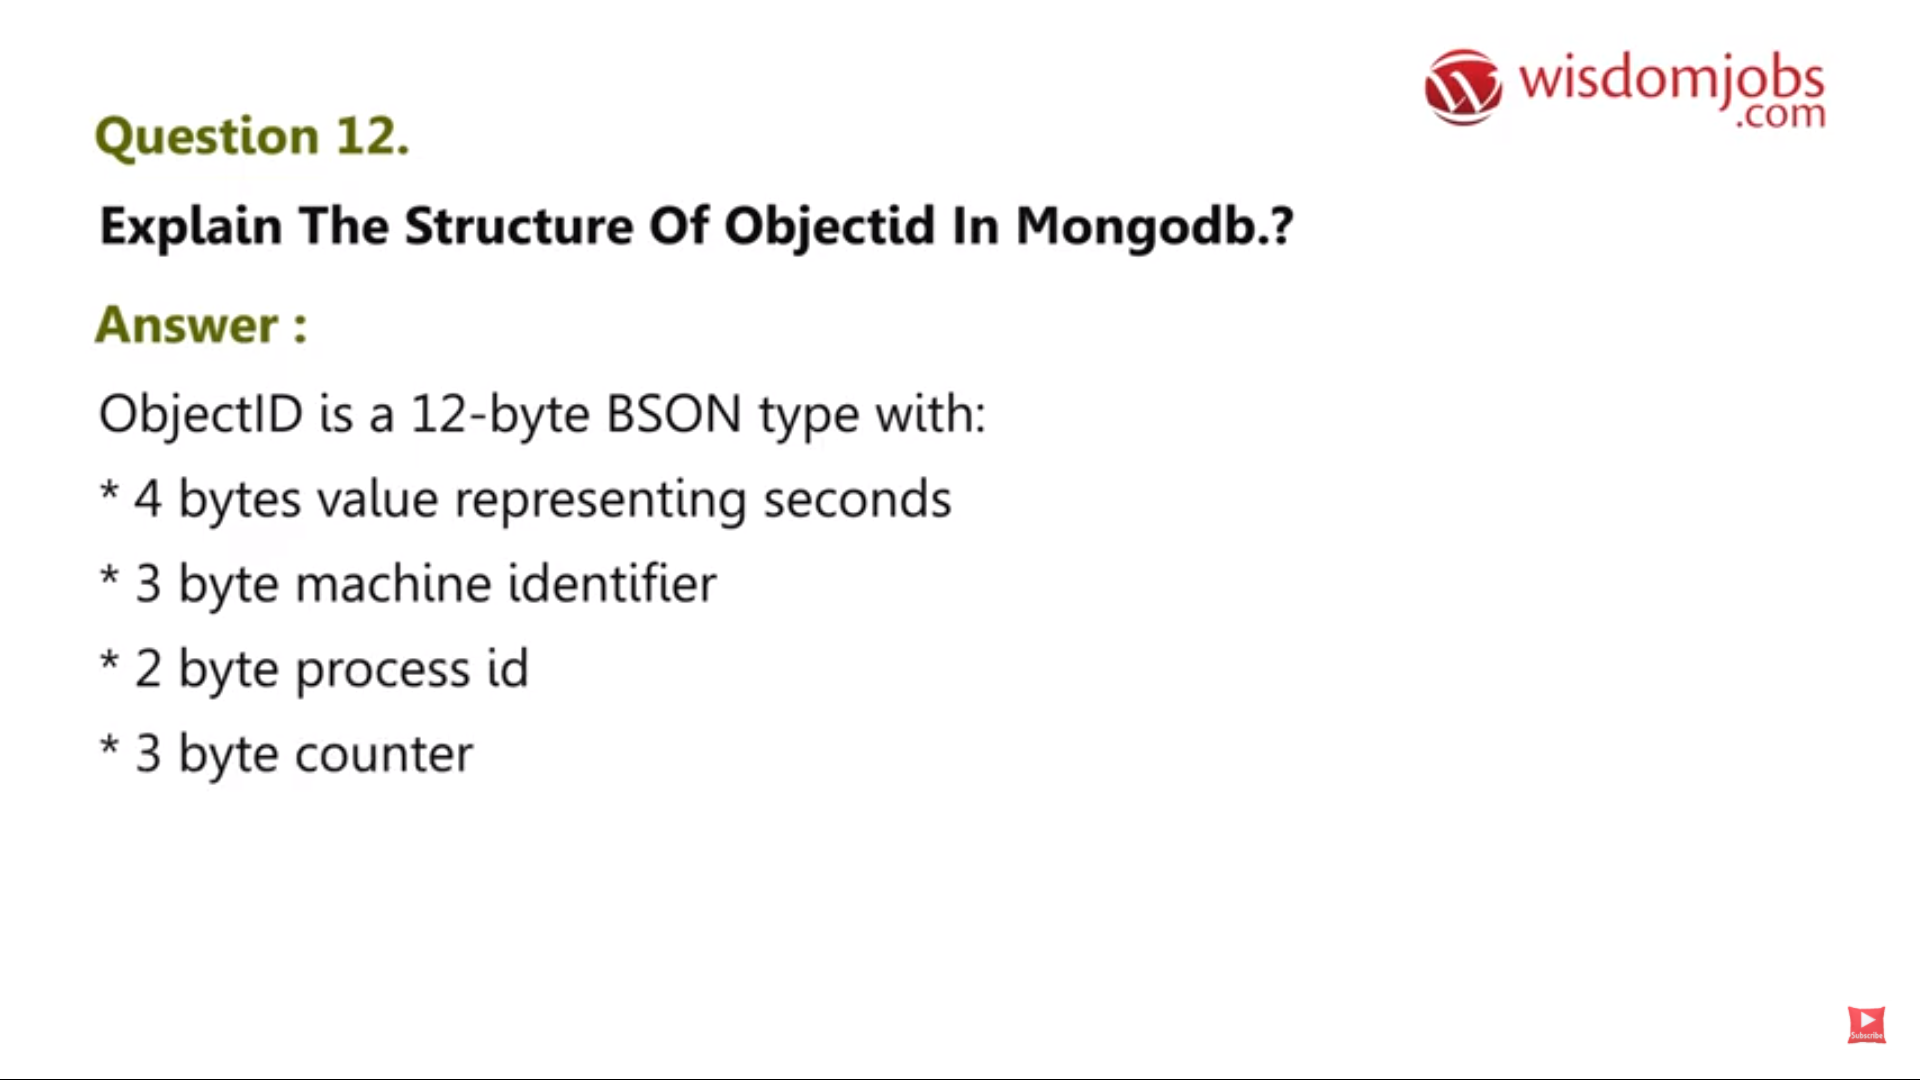 wisdomjobs
.com
Question 12.
Explain The Structure Of Objectid In Mongodb.?
Answer :
ObjectID is a 12-byte BSON type with:
* 4 bytes value representing seconds
* 3 byte machine identifier
* 2 byte process id
* 3 byte counter
Subscribe